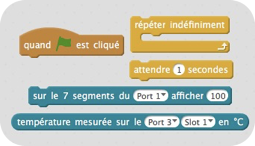 répéter indéfiniment
quand est cliqué
attendre 1 secondes
sur le 7 segments du Port 1 afficher 100
température mesurée sur le Port 3 Slot 1 en °C